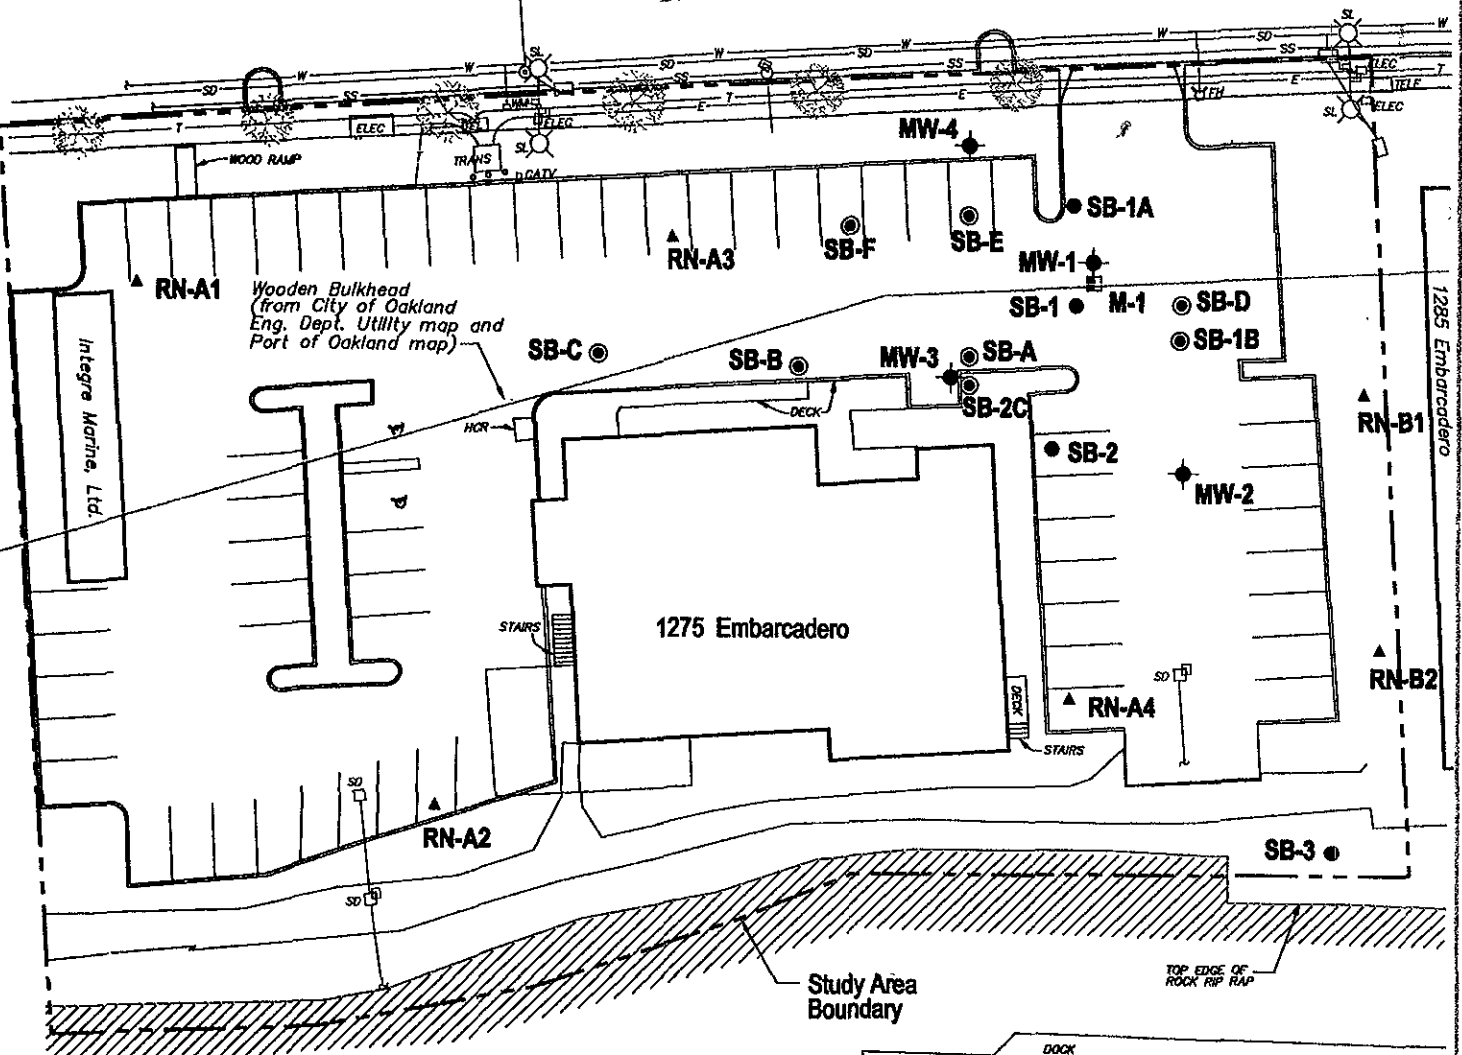 SL
W
SD
SS
W
SD
W
SL
W
SD
SS
W
SD
W
SS
SD
SS
E
T
E
E
T
ELEC
TELE
ELEC
FH
T
ELEC
ELEC
SL
WOOD RAMP
TRANS
CATV
MW-4
SB-1A
SB-F
SB-E
RN-A3
MW-1
RN-A1
Wooden Bulkhead
(from City of Oakland
Eng. Dept. Utility map and
Port of Oakland map)
SB-1
M-1
SB-D
SB-1B
1285 Embarcadero
Integre Marine, Ltd.
SB-C
SB-B
MW-3
SB-A
SB-2C
DECK
HCR
RN-B1
SB-2
MW-2
STAIRS
1275 Embarcadero
RN-B2
SD
DECK
RN-A4
STAIRS
SD
RN-A2
SB-3
SD
TOP EDGE OF
ROCK RIP RAP
Study Area
Boundary
DOCK